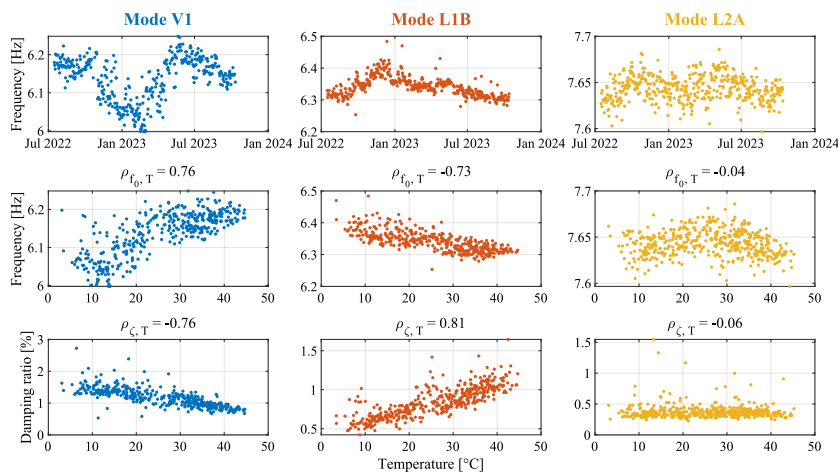 Mode V1 Mode L1B Mode L2A
Frequency [Hz]
6.2
6.1
6
Jul 2022 Jan 2023 Jul 2023 Jan 2024
6.5
6.4
6.3
6.2
Jul 2022 Jan 2023 Jul 2023 Jan 2024
7.7
7.65
7.6
Jul 2022 Jan 2023 Jul 2023 Jan 2024
ρf₀, T = 0.76 ρf₀, T = -0.73 ρf₀, T = -0.04
Frequency [Hz]
6.2
6.1
6
0 10 20 30 40 50
6.5
6.4
6.3
6.2
0 10 20 30 40 50
7.7
7.65
7.6
0 10 20 30 40 50
ρζ, T = -0.76 ρζ, T = 0.81 ρζ, T = -0.06
Damping ratio [%]
3
2
1
0
0 10 20 30 40 50
1.5
1
0.5
0 10 20 30 40 50
1.5
1
0.5
0
0 10 20 30 40 50
Temperature [°C]